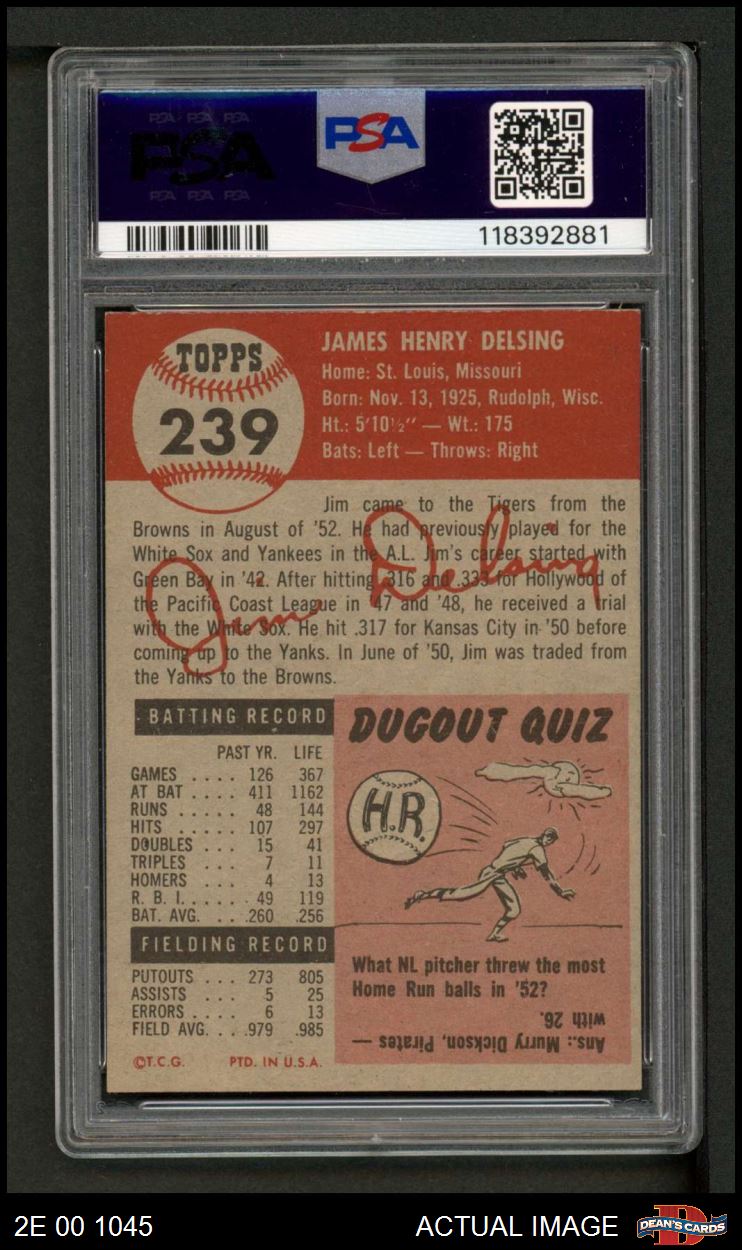 PSA PSA PSA
PSA
PSA PSA PSA
PSA
118392881
TOPPS
239
JAMES HENRY DELSING
Home: St. Louis, Missouri
Born: Nov. 13, 1925, Rudolph, Wisc.
Ht.: 5'10½" — Wt.: 175
Bats: Left — Throws: Right
Jim came to the Tigers from the
Browns in August of '52. He had previously played for the
White Sox and Yankees in the A.L. Jim's career started with
Green Bay in '42. After hitting .316 and .333 for Hollywood of
the Pacific Coast League in '47 and '48, he received a trial
with the White Sox. He hit .317 for Kansas City in '50 before
coming up to the Yanks. In June of '50, Jim was traded from
the Yanks to the Browns.
Jim Delsing
BATTING RECORD
PAST YR. LIFE
GAMES .... 126 367
AT BAT .... 411 1162
RUNS ..... 48 144
HITS ..... 107 297
DOUBLES .. 15 41
TRIPLES ... 7 11
HOMERS ... 4 13
R. B. I. ..... 49 119
BAT. AVG. ... .260 .256
FIELDING RECORD
PUTOUTS ... 273 805
ASSISTS ... 5 25
ERRORS .... 6 13
FIELD AVG. ... .979 .985
©T.C.G. PTD. IN U.S.A.
DUGOUT QUIZ
H.R.
What NL pitcher threw the most
Home Run balls in '52?
Ans.: Murry Dickson, Pirates —
with 26.
2E 00 1045
ACTUAL IMAGE
D
DEAN'S CARDS